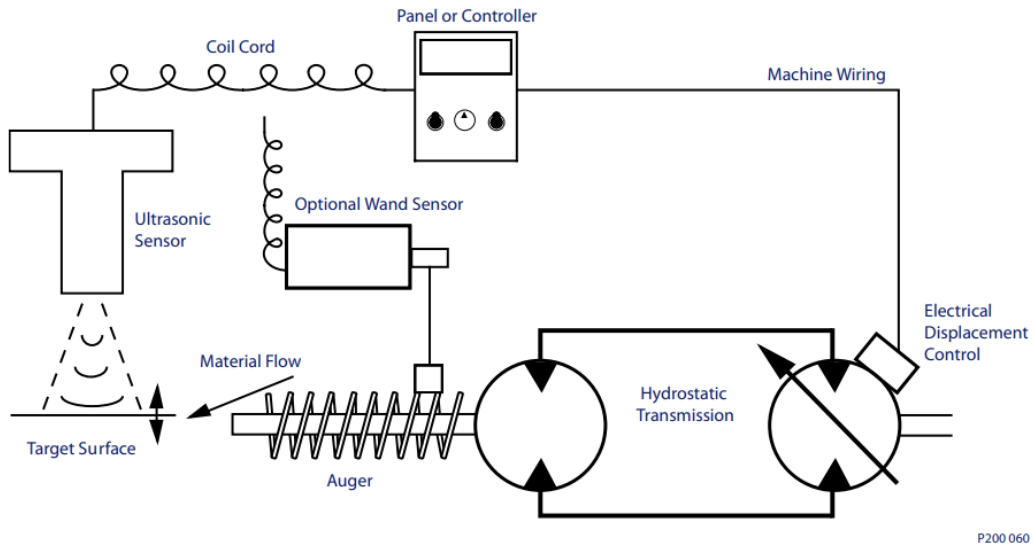 Panel or Controller
Coil Cord
Machine Wiring
Optional Wand Sensor
Ultrasonic
Sensor
Electrical
Displacement
Control
Material Flow
Hydrostatic
Transmission
Target Surface
Auger
P200 060